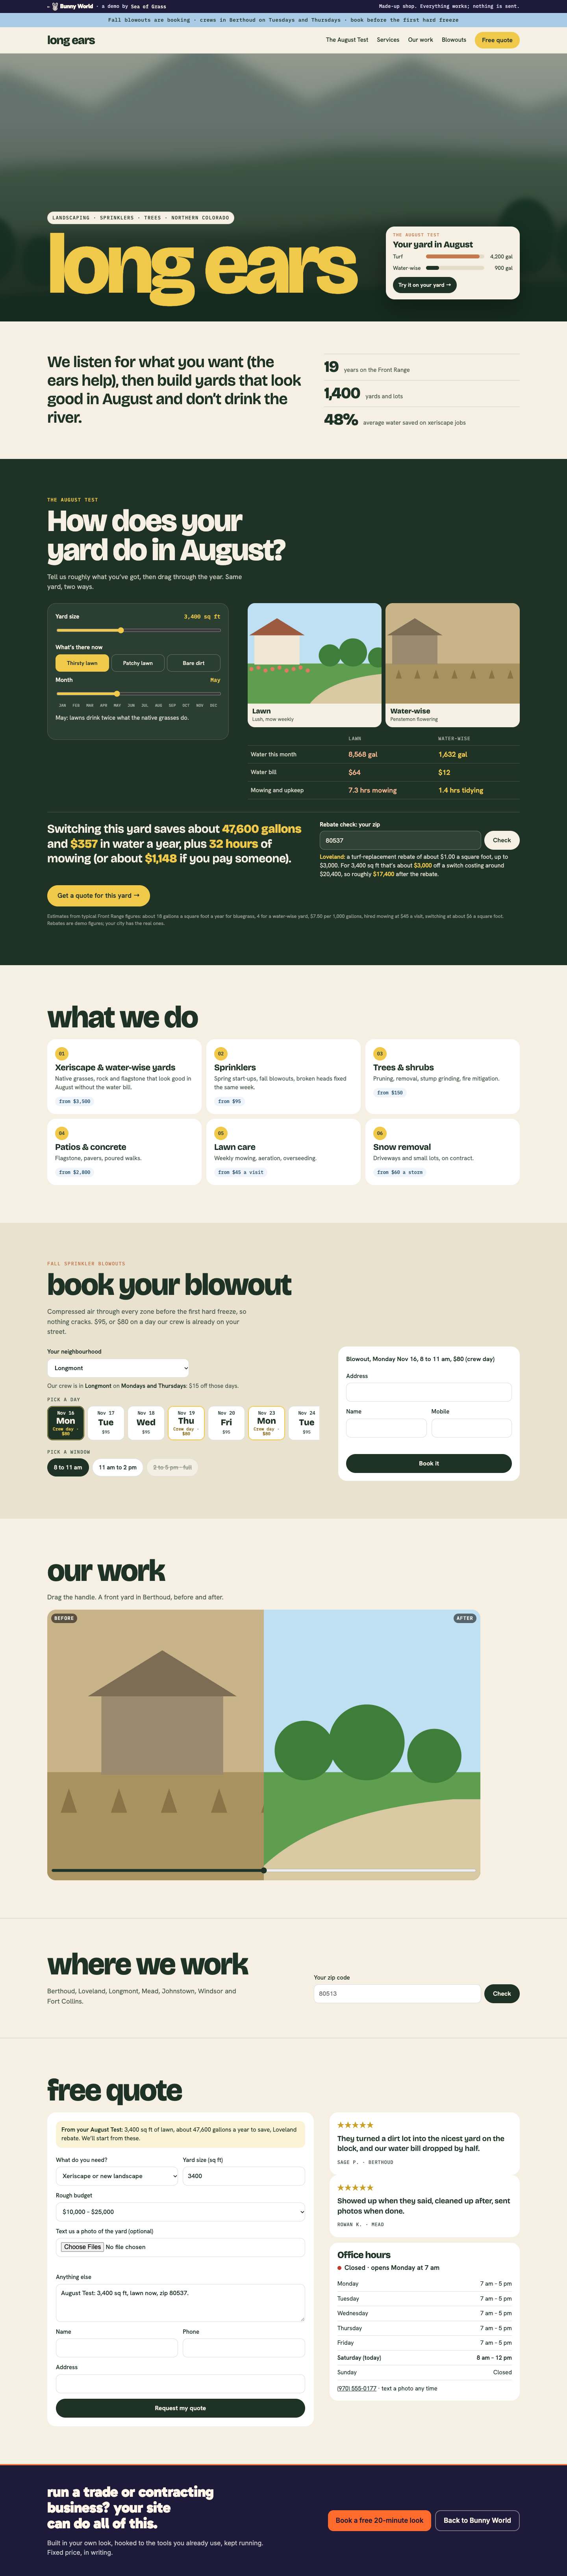 Bunny World - a demo by Sea of Grass
Made-up shop. Everything works; nothing is sent.
Fall blowouts are booking · crews in Berthoud on Tuesdays and Thursdays · book before the first hard freeze
long ears
The August Test Services Our work Blowouts Free quote
LANDSCAPING · SPRINKLERS · TREES · NORTHERN COLORADO
long ears
THE AUGUST TEST
Your yard in August
Turf 4,200 gal
Water-wise 900 gal
Try it on your yard →
We listen for what you want (the
ears help), then build yards that look
good in August and don't drink the
river.
19 years on the Front Range
1,400 yards and lots
48% average water saved on xeriscape jobs
THE AUGUST TEST
How does your
yard do in August?
Tell us roughly what you've got, then drag through the year. Same
yard, two ways.
Yard size 3,400 sq ft
What's there now
Thirsty lawn Patchy lawn Bare dirt
Month May
JAN FEB MAR APR MAY JUN JUL AUG SEP OCT NOV DEC
May: lawns drink twice what the native grasses do.
Lawn
Lush, mow weekly
Water-wise
Penstemon flowering
LAWN WATER-WISE
Water this month 8,568 gal 1,632 gal
Water bill $64 $12
Mowing and upkeep 7.3 hrs mowing 1.4 hrs tidying
Switching this yard saves about 47,600 gallons
and $357 in water a year, plus 32 hours of
mowing (or about $1,148 if you pay someone).
Get a quote for this yard →
Rebate check: your zip
80537 Check
Loveland: a turf-replacement rebate of about $1.00 a square foot, up to
$3,000. For 3,400 sq ft that's about $3,000 off a switch costing around
$20,400, so roughly $17,400 after the rebate.
Estimates from typical Front Range figures: about 18 gallons a square foot a year for bluegrass, 4 for a water-wise yard, $7.50 per 1,000 gallons, hired mowing at $45 a visit, switching at about $6 a square foot.
Rebates are demo figures; your city has the real ones.
what we do
01
Xeriscape & water-wise yards
Native grasses, rock and flagstone that look good in
August without the water bill.
from $3,500
02
Sprinklers
Spring start-ups, fall blowouts, broken heads fixed
the same week.
from $95
03
Trees & shrubs
Pruning, removal, stump grinding, fire mitigation.
from $150
04
Patios & concrete
Flagstone, pavers, poured walks.
from $2,800
05
Lawn care
Weekly mowing, aeration, overseeding.
from $45 a visit
06
Snow removal
Driveways and small lots, on contract.
from $60 a storm
FALL SPRINKLER BLOWOUTS
book your blowout
Compressed air through every zone before the first hard freeze, so
nothing cracks. $95, or $80 on a day our crew is already on your
street.
Your neighbourhood
Longmont
Our crew is in Longmont on Mondays and Thursdays: $15 off those days.
PICK A DAY
Nov 16 Nov 17 Nov 18 Nov 19 Nov 20 Nov 23 Nov 24
Mon Tue Wed Thu Fri Mon Tue
Crew day · $80 $95 $95 Crew day · $80 $95 Crew day · $80 $95
PICK A WINDOW
8 to 11 am 11 am to 2 pm 2 to 5 pm · full
Blowout, Monday Nov 16, 8 to 11 am, $80 (crew day)
Address
Name Mobile
Book it
our work
Drag the handle. A front yard in Berthoud, before and after.
BEFORE AFTER
where we work
Berthoud, Loveland, Longmont, Mead, Johnstown, Windsor and
Fort Collins.
Your zip code
80513 Check
free quote
From your August Test: 3,400 sq ft of lawn, about 47,600 gallons a year to save, Loveland
rebate. We'll start from these.
What do you need? Yard size (sq ft)
Xeriscape or new landscape 3400
Rough budget
$10,000 – $25,000
Text us a photo of the yard (optional)
Choose Files No file chosen
Anything else
August Test: 3,400 sq ft, lawn now, zip 80537.
Name Phone
Address
Request my quote
★★★★★
They turned a dirt lot into the nicest yard on the
block, and our water bill dropped by half.
SAGE P. · BERTHOUD
★★★★★
Showed up when they said, cleaned up after, sent
photos when done.
ROWAN K. · MEAD
Office hours
Closed · opens Monday at 7 am
Monday 7 am – 5 pm
Tuesday 7 am – 5 pm
Wednesday 7 am – 5 pm
Thursday 7 am – 5 pm
Friday 7 am – 5 pm
Saturday (today) 8 am – 12 pm
Sunday Closed
(970) 555-0177 · text a photo any time
run a trade or contracting
business? your site
can do all of this.
Built in your own look, hooked to the tools you already use, kept running.
Fixed price, in writing.
Book a free 20-minute look Back to Bunny World